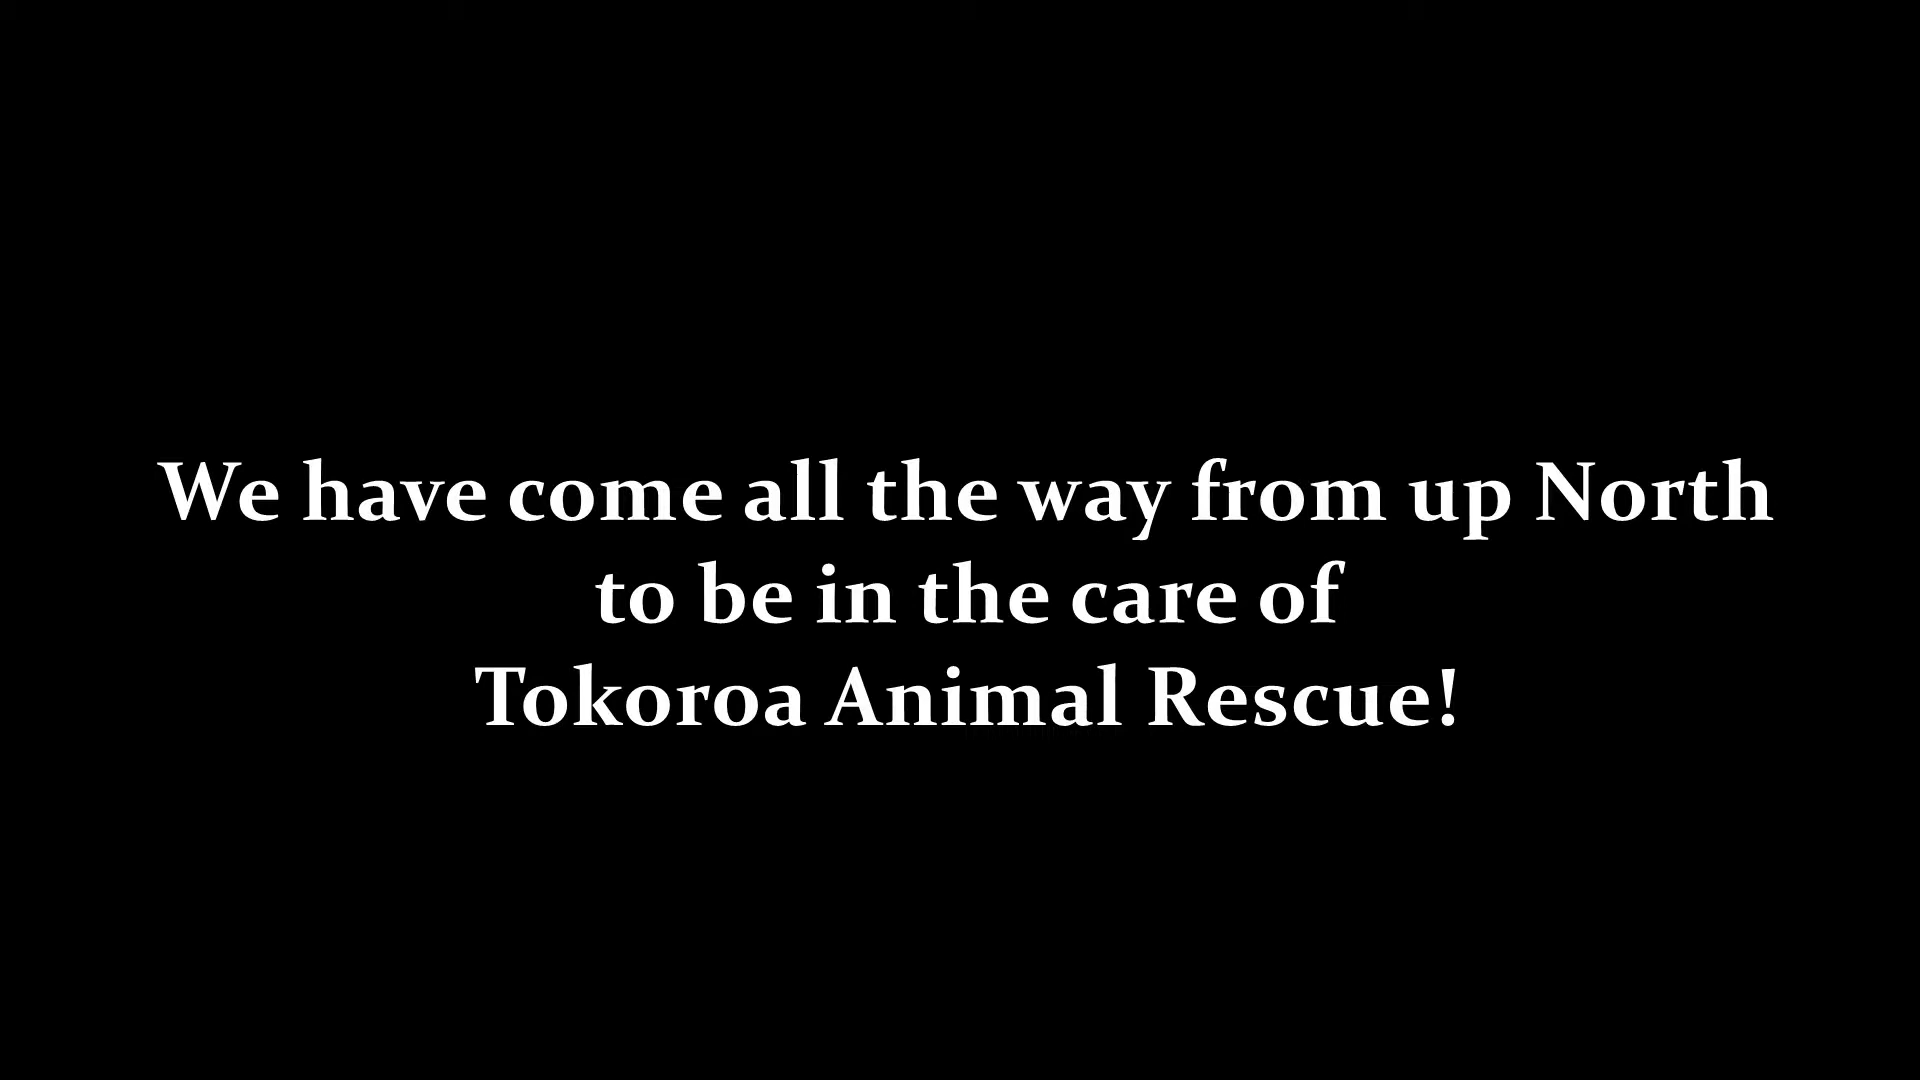 We have come all the way from up North
to be in the care of
Tokoroa Animal Rescue!